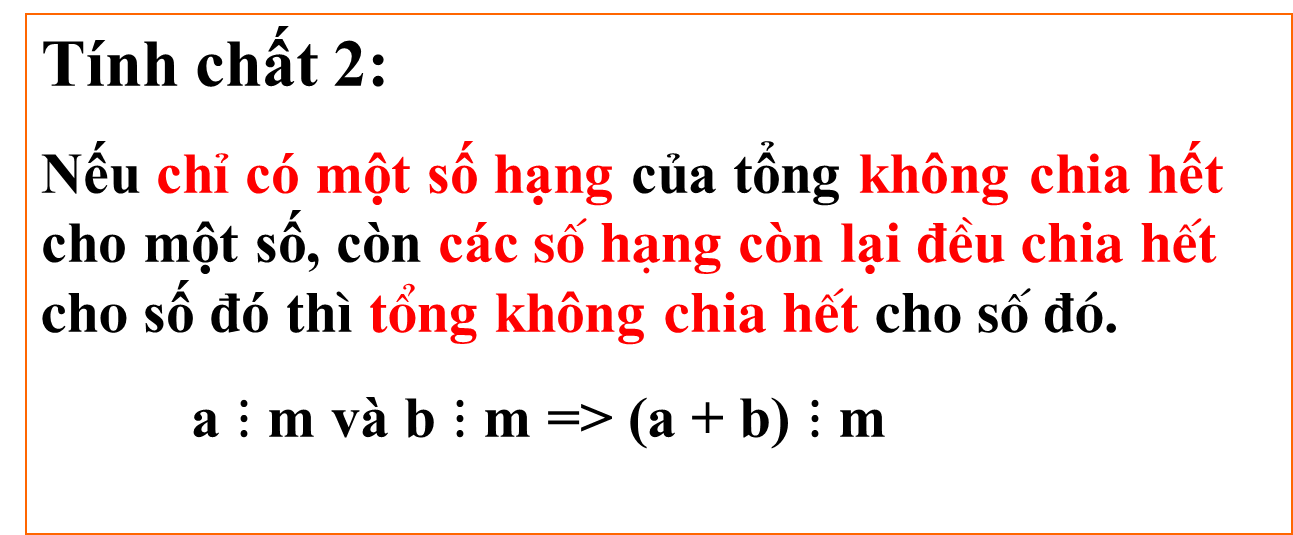 Tính chất 2:
Nếu chỉ có một số hạng của tổng không chia hết
cho một số, còn các số hạng còn lại đều chia hết
cho số đó thì tổng không chia hết cho số đó.
a ⋮ m và b ⋮ m => (a + b) ⋮ m